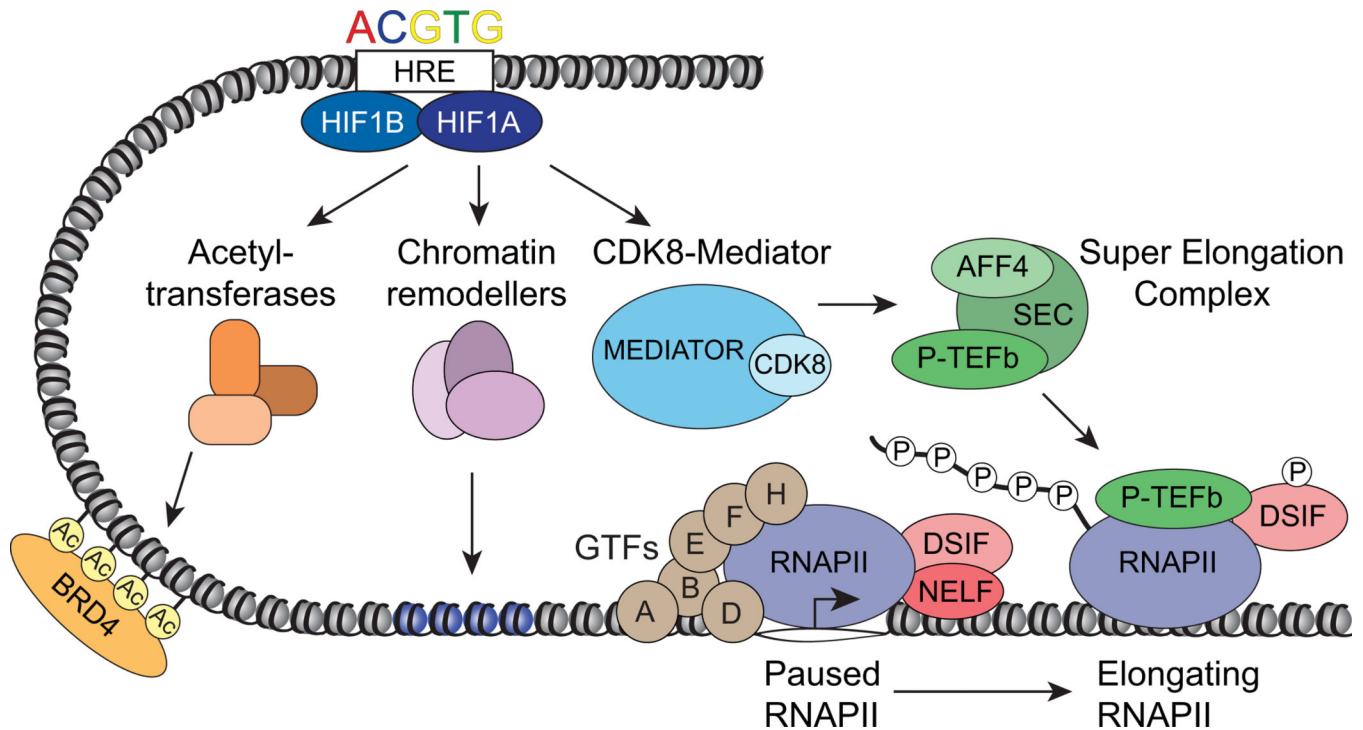 ACGTG
HRE
HIF1B
HIF1A
Acetyl-
transferases
Chromatin
remodellers
CDK8-Mediator
MEDIATOR
CDK8
AFF4
SEC
P-TEFb
Super Elongation
Complex
Ac
Ac
Ac
Ac
BRD4
GTFs
A
B
D
E
F
H
RNAPII
DSIF
NELF
P
P
P
P
P
P-TEFb
RNAPII
P
DSIF
Paused
RNAPII
Elongating
RNAPII